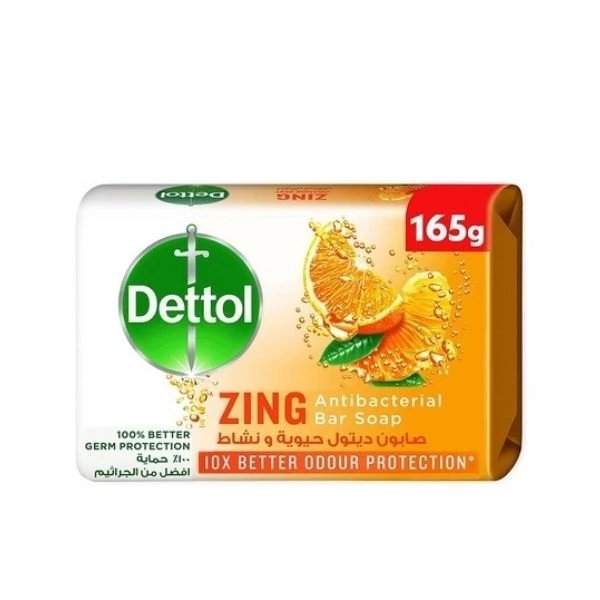 165g
Dettol
ZING
Antibacterial
Bar Soap
صابون ديتول حيوية و نشاط
10X BETTER ODOUR PROTECTION*
100% BETTER
GERM PROTECTION
٪١٠٠ حماية
افضل من الجراثيم
Dettol
ZING